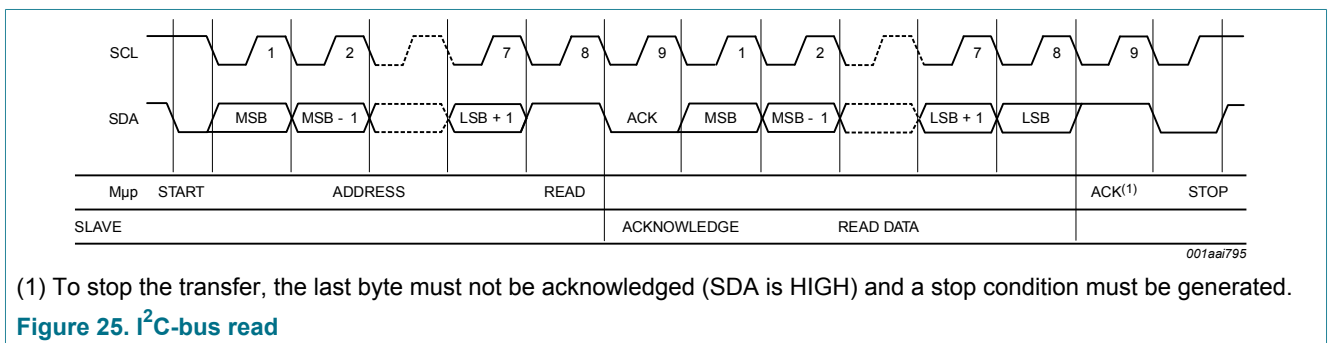 SCL 1 2 7 8 9 1 2 7 8 9
SDA MSB MSB - 1 LSB + 1 ACK MSB MSB - 1 LSB + 1 LSB
Mμp START ADDRESS READ ACK(1) STOP
SLAVE ACKNOWLEDGE READ DATA
001aai795
(1) To stop the transfer, the last byte must not be acknowledged (SDA is HIGH) and a stop condition must be generated.
Figure 25. I2C-bus read